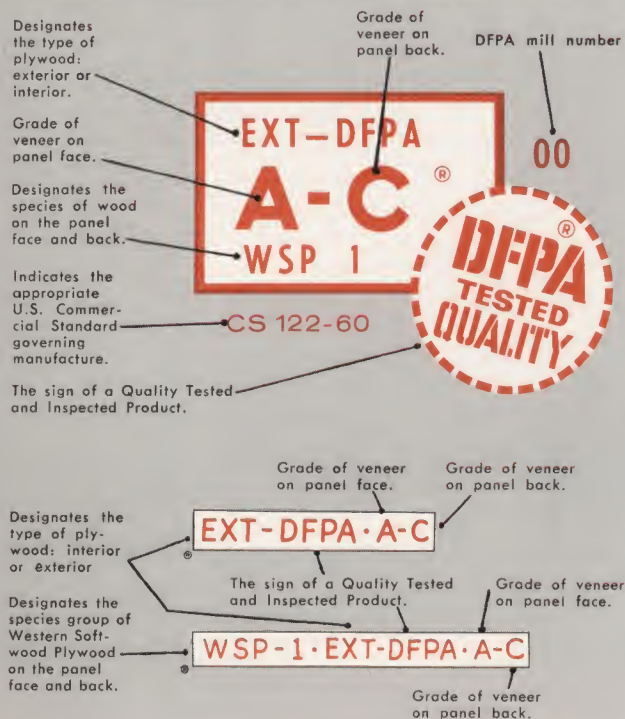 Designates
the type of
plywood:
exterior or
interior.
Grade of
veneer on
panel back.
DFPA mill number
Grade of
veneer on
panel face.
Designates the
species of wood
on the panel
face and back.
Indicates the
appropriate
U.S. Commer-
cial Standard
governing
manufacture.
The sign of a Quality Tested
and Inspected Product.
EXT-DFPA
A-C ®
WSP 1
00
CS 122-60
®
DFPA
TESTED
QUALITY
Grade of veneer
on panel face.
Grade of veneer
on panel back.
Designates the
type of ply-
wood: interior
or exterior
® EXT-DFPA·A-C
The sign of a Quality Tested
and Inspected Product.
Grade of veneer
on panel face.
Designates the
species group of
Western Soft-
wood Plywood
on the panel
face and back.
® WSP-1·EXT-DFPA·A-C
Grade of veneer
on panel back.